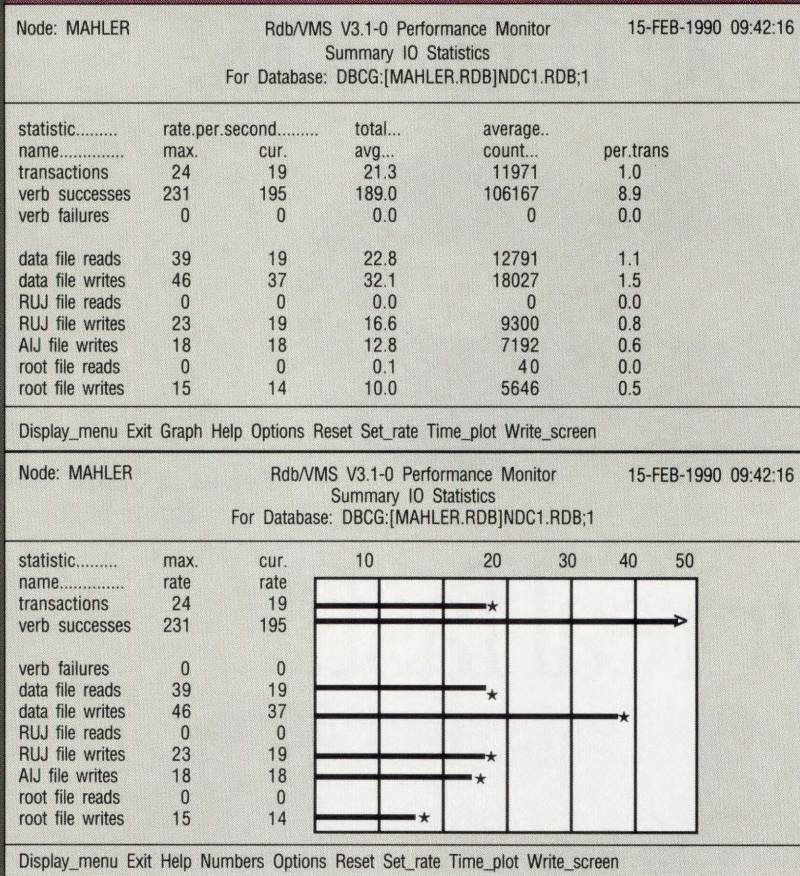 Node: MAHLER Rdb/VMS V3.1-0 Performance Monitor 15-FEB-1990 09:42:16
Summary IO Statistics
For Database: DBCG:[MAHLER.RDB]NDC1.RDB;1
statistic......... rate.per.second......... total... average..
name.............. max. cur. avg... count... per.trans
transactions 24 19 21.3 11971 1.0
verb successes 231 195 189.0 106167 8.9
verb failures 0 0 0.0 0 0.0
data file reads 39 19 22.8 12791 1.1
data file writes 46 37 32.1 18027 1.5
RUJ file reads 0 0 0.0 0 0.0
RUJ file writes 23 19 16.6 9300 0.8
AIJ file writes 18 18 12.8 7192 0.6
root file reads 0 0 0.1 40 0.0
root file writes 15 14 10.0 5646 0.5
Display_menu Exit Graph Help Options Reset Set_rate Time_plot Write_screen
Node: MAHLER Rdb/VMS V3.1-0 Performance Monitor 15-FEB-1990 09:42:16
Summary IO Statistics
For Database: DBCG:[MAHLER.RDB]NDC1.RDB;1
statistic......... max. cur. 10 20 30 40 50
name.............. rate rate
transactions 24 19
verb successes 231 195
verb failures 0 0
data file reads 39 19
data file writes 46 37
RUJ file reads 0 0
RUJ file writes 23 19
AIJ file writes 18 18
root file reads 0 0
root file writes 15 14
Display_menu Exit Help Numbers Options Reset Set_rate Time_plot Write_screen